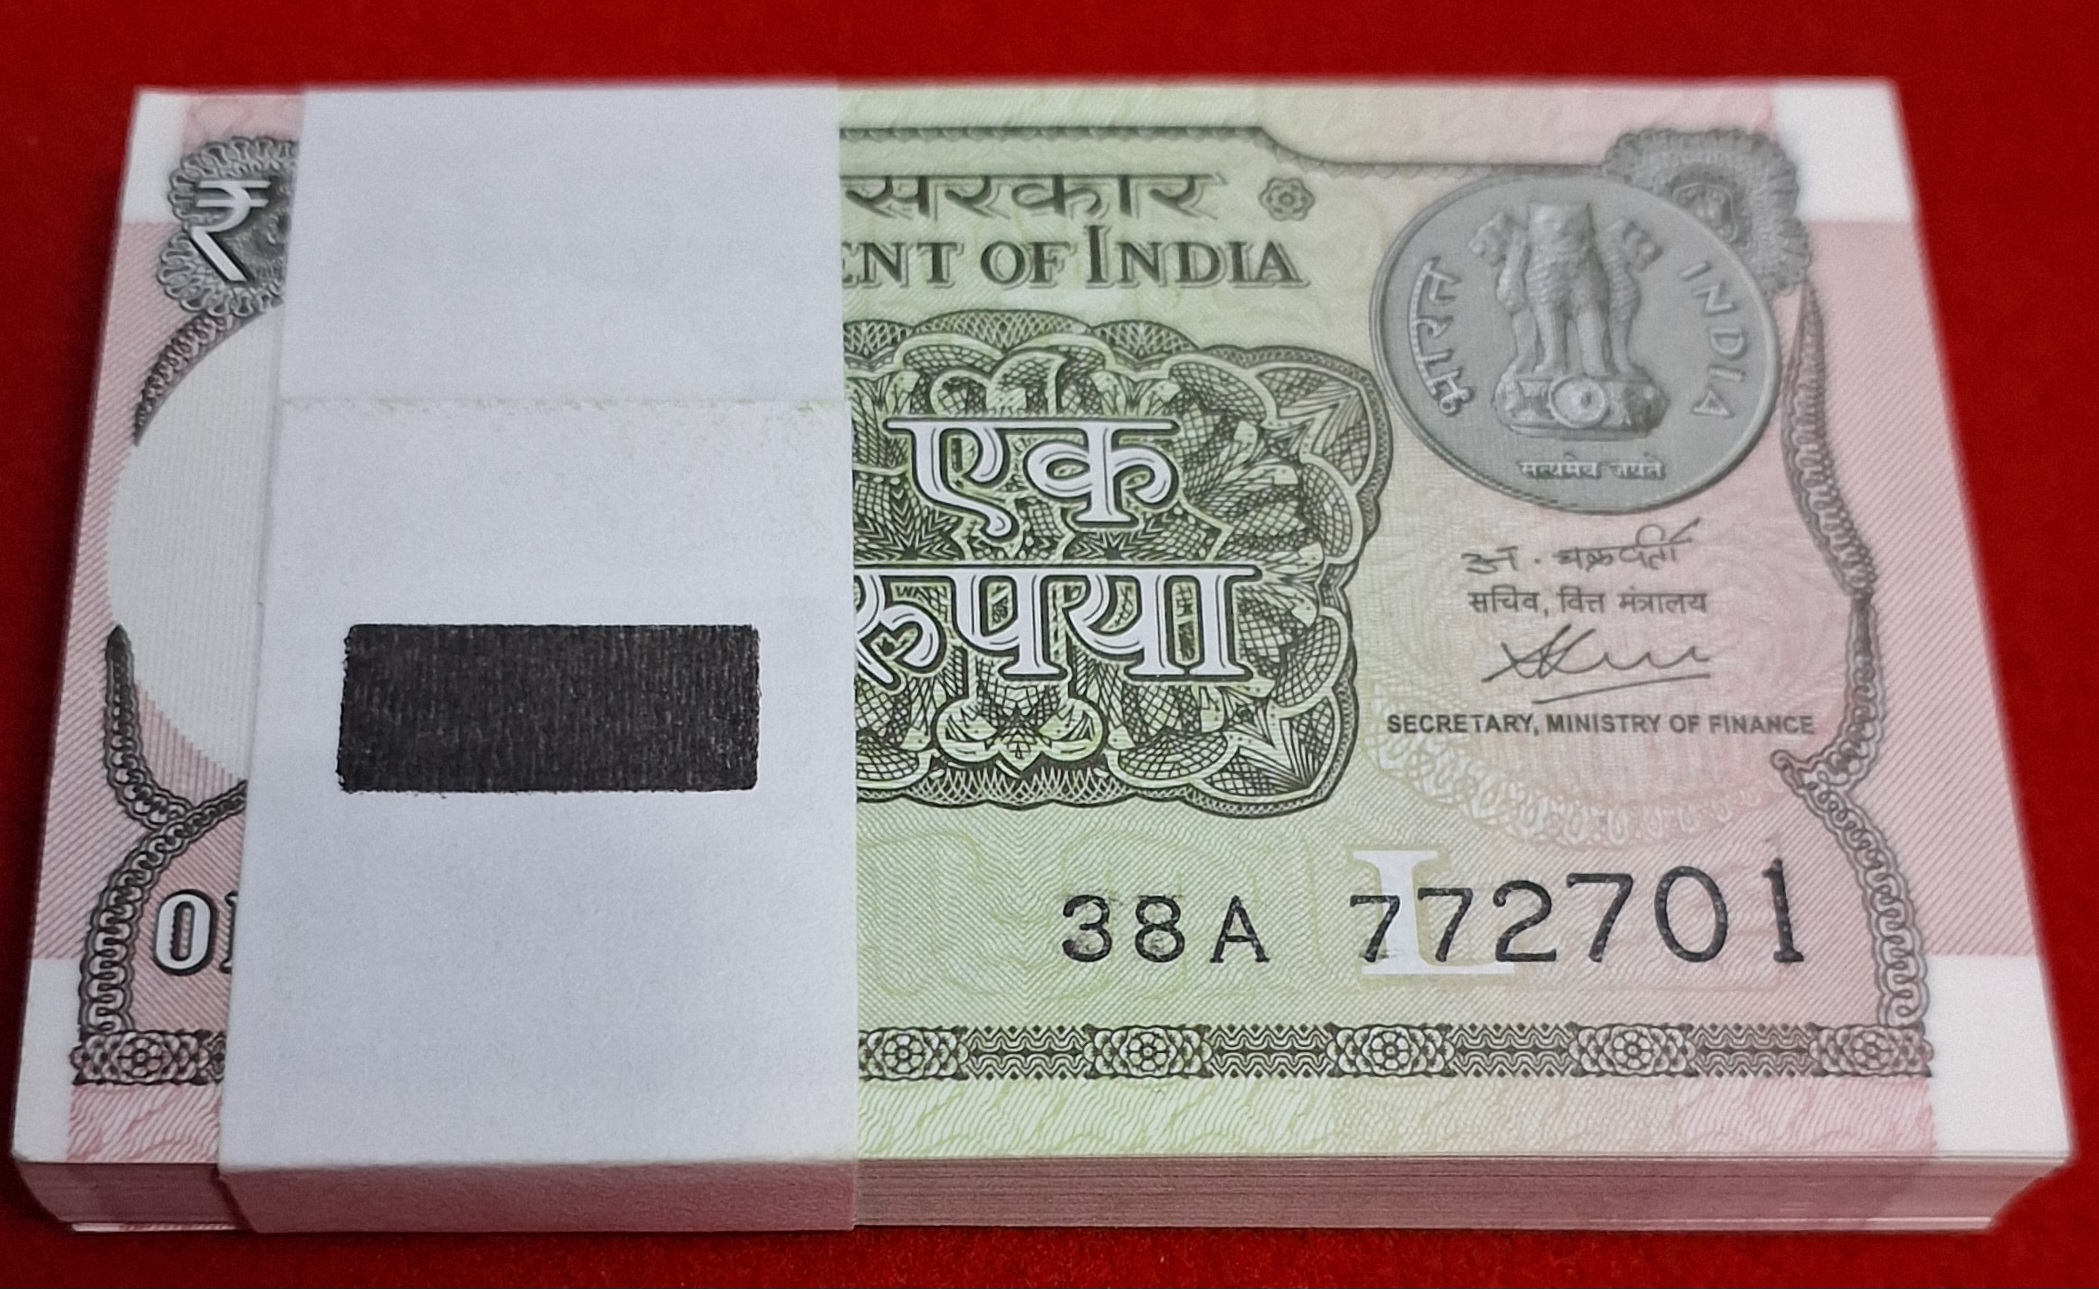 ₹
सरकार
ENT OF INDIA
भारत
INDIA
सत्यमेव जयते
एक
रुपया
अ. चक्रवर्ती
सचिव, वित्त मंत्रालय
SECRETARY, MINISTRY OF FINANCE
L
38A 772701